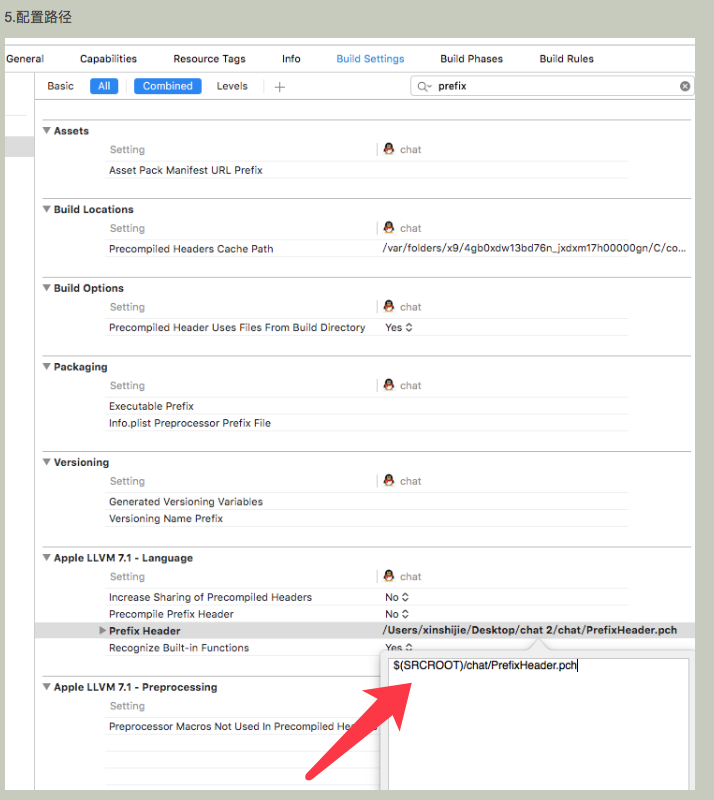 5.配置路径
General Capabilities Resource Tags Info Build Settings Build Phases Build Rules
Basic All Combined Levels + prefix
Assets
Setting chat
Asset Pack Manifest URL Prefix
Build Locations
Setting chat
Precompiled Headers Cache Path /var/folders/x9/4gb0xdw13bd76n_jxdxm17h00000gn/C/co...
Build Options
Setting chat
Precompiled Header Uses Files From Build Directory Yes
Packaging
Setting chat
Executable Prefix
Info.plist Preprocessor Prefix File
Versioning
Setting chat
Generated Versioning Variables
Versioning Name Prefix
Apple LLVM 7.1 - Language
Setting chat
Increase Sharing of Precompiled Headers No
Precompile Prefix Header No
Prefix Header /Users/xinshijie/Desktop/chat 2/chat/PrefixHeader.pch
Recognize Built-in Functions Yes
$(SRCROOT)/chat/PrefixHeader.pch
Apple LLVM 7.1 - Preprocessing
Setting
Preprocessor Macros Not Used In Precompiled He